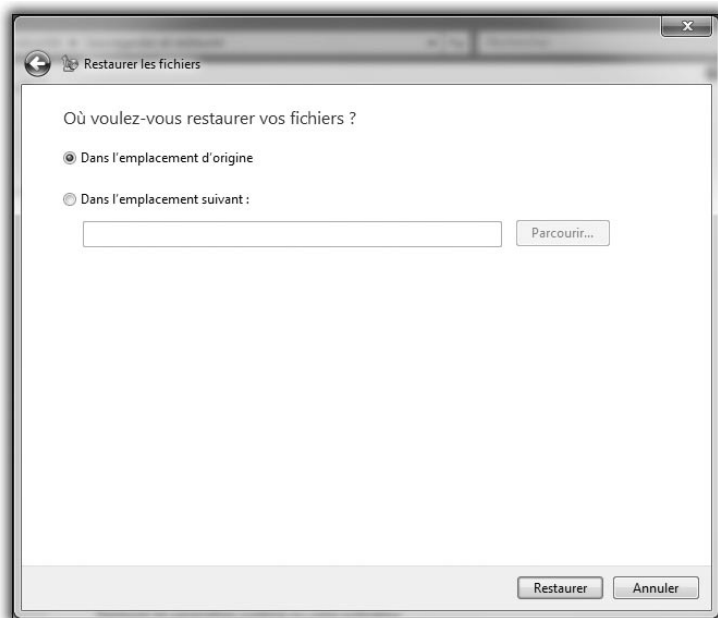 Restaurer les fichiers
Où voulez-vous restaurer vos fichiers ?
Dans l'emplacement d'origine
Dans l'emplacement suivant :
Parcourir...
Restaurer
Annuler